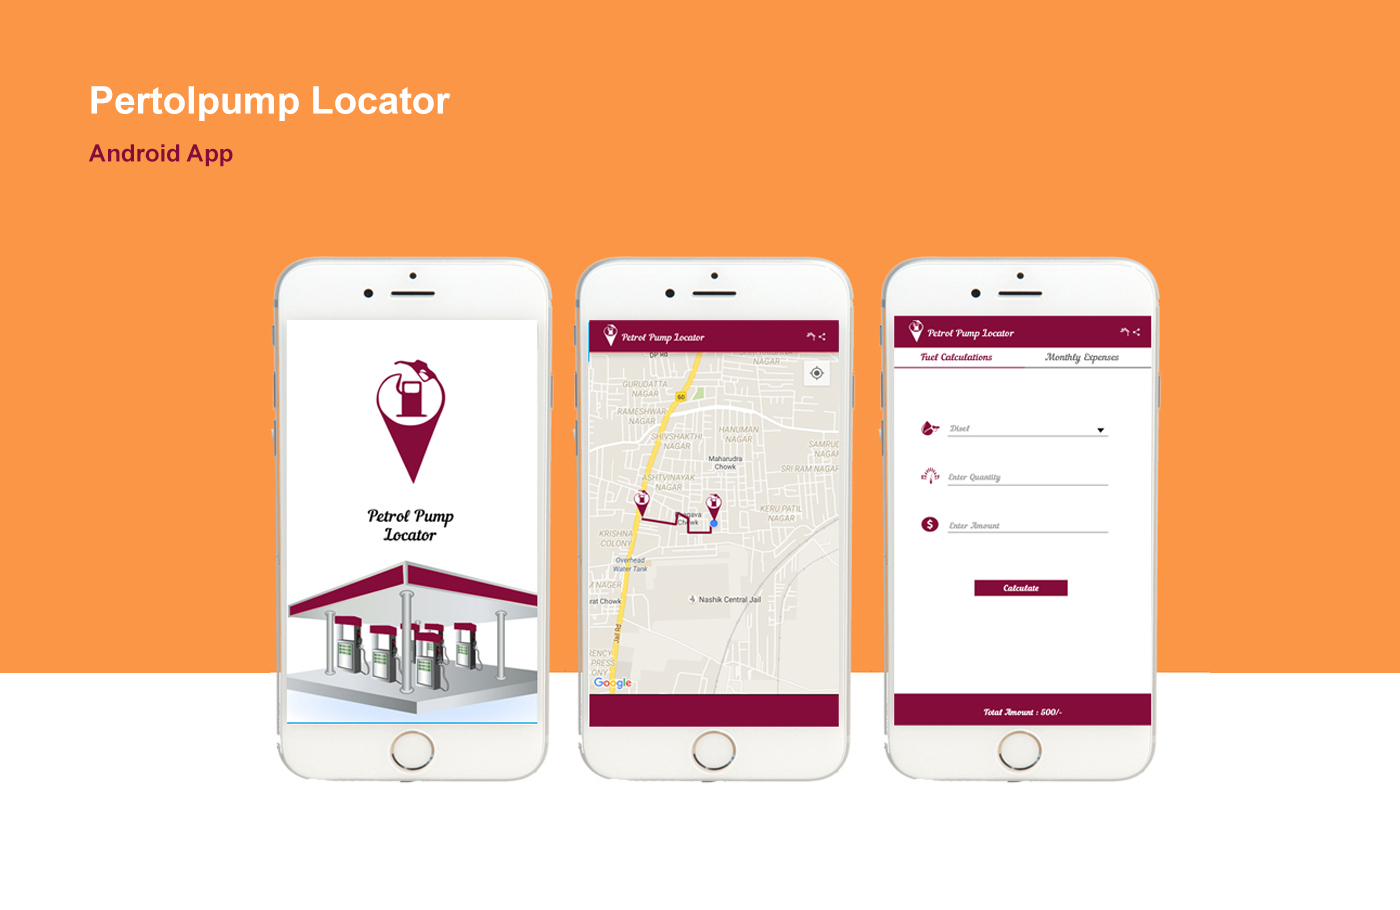 Pertolpump Locator
Android App
Petrol Pump
Locator
Petrol Pump Locator
DP Rd
NAGAR
GURUDATTA
NAGAR
60
RAMESHWAR
NAGAR
SHIVSHAKTHI
NAGAR
HANUMAN
NAGAR
SAMRUD
NAGAR
Maharudra
Chowk
SRI RAM NAGAR
ASHTVINAYAK
NAGAR
KERU PATIL
NAGAR
KRISHNA
COLONY
Overhead
Water Tank
M NAGER
rat Chowk
Nashik Central Jail
Jail Rd
RENCY
PRESS
ONY
Google
Petrol Pump Locator
Fuel Calculations
Monthly Expenses
Disel
Enter Quantity
$
Enter Amount
Calculate
Total Amount : 500/-